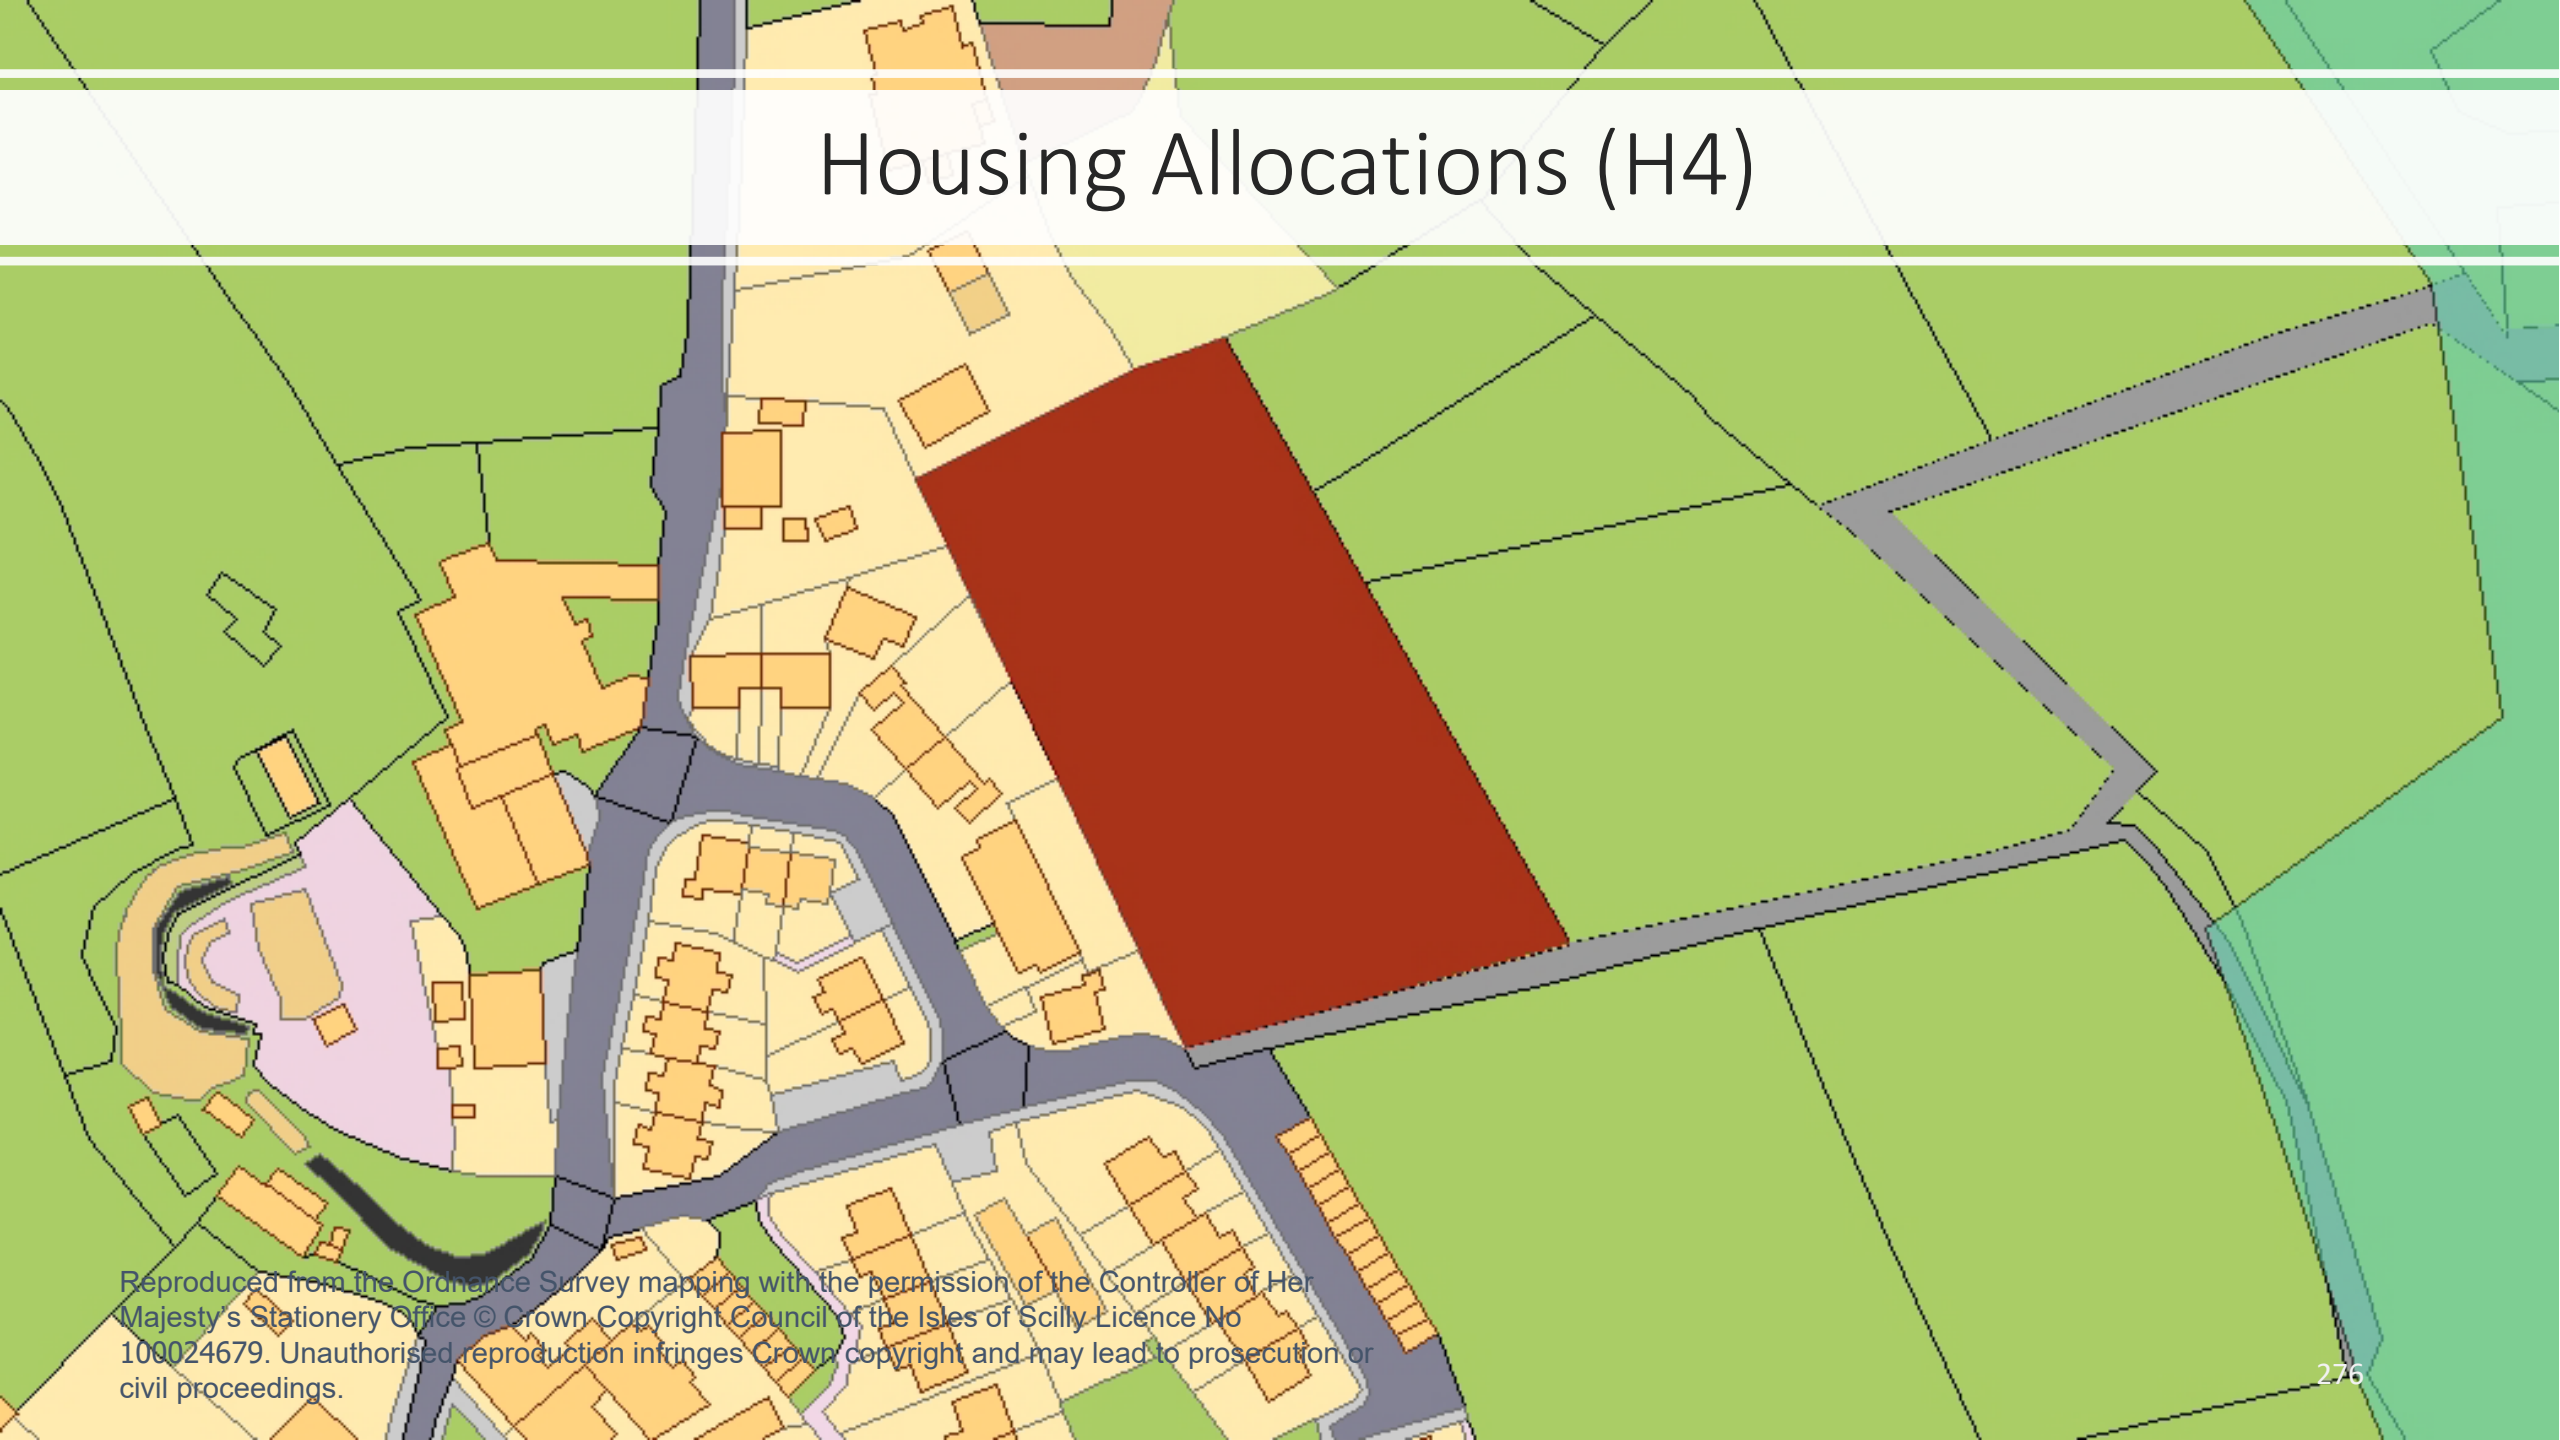 Housing Allocations (H4)
Reproduced from the Ordnance Survey mapping with the permission of the Controller of Her
Majesty’s Stationery Office © Crown Copyright Council of the Isles of Scilly Licence No
100024679. Unauthorised reproduction infringes Crown copyright and may lead to prosecution or
civil proceedings.
276